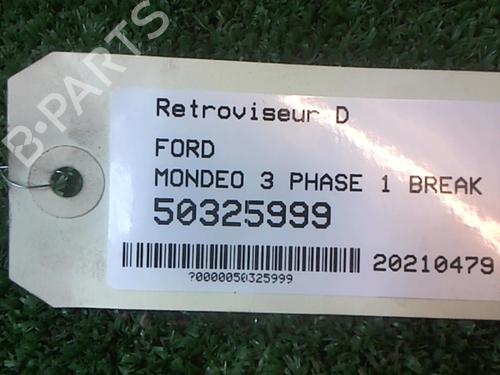 B-PARTS
Retroviseur D
FORD
MONDEO 3 PHASE 1 BREAK
50325999
20210479
?0000050325999